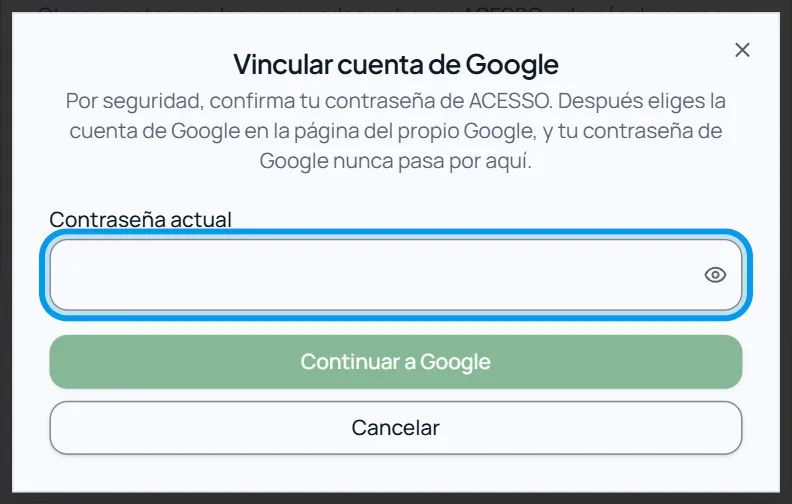 Vincular cuenta de Google
Por seguridad, confirma tu contraseña de ACESSO. Después eliges la
cuenta de Google en la página del propio Google, y tu contraseña de
Google nunca pasa por aquí.
Contraseña actual
Continuar a Google
Cancelar